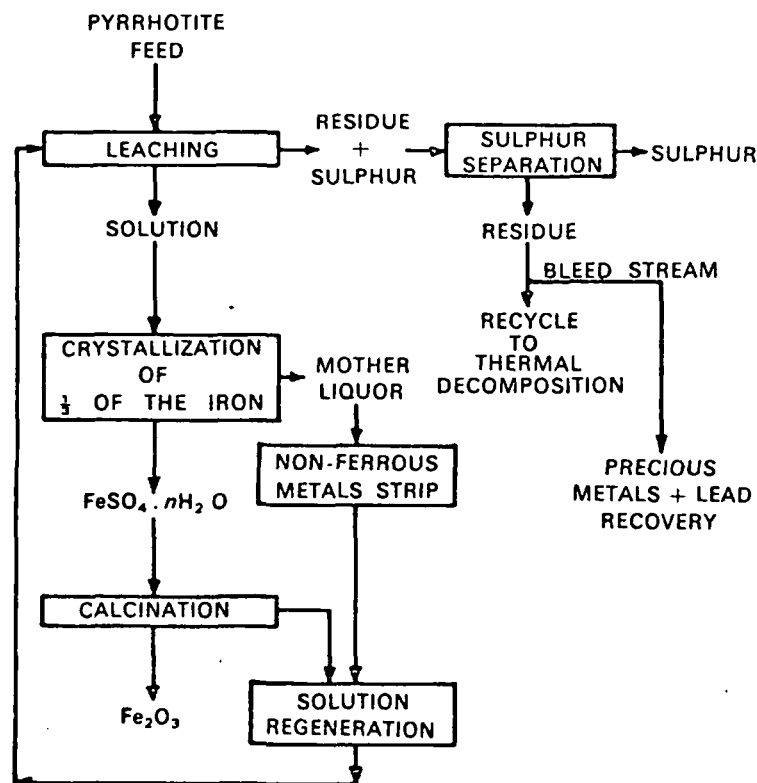 PYRRHOTITE
FEED
LEACHING
RESIDUE
+
SULPHUR
SULPHUR
SEPARATION
SULPHUR
SOLUTION
RESIDUE
BLEED STREAM
RECYCLE
TO
THERMAL
DECOMPOSITION
CRYSTALLIZATION
OF
⅓ OF THE IRON
MOTHER
LIQUOR
NON-FERROUS
METALS STRIP
PRECIOUS
METALS + LEAD
RECOVERY
FeSO₄.nH₂O
CALCINATION
Fe₂O₃
SOLUTION
REGENERATION